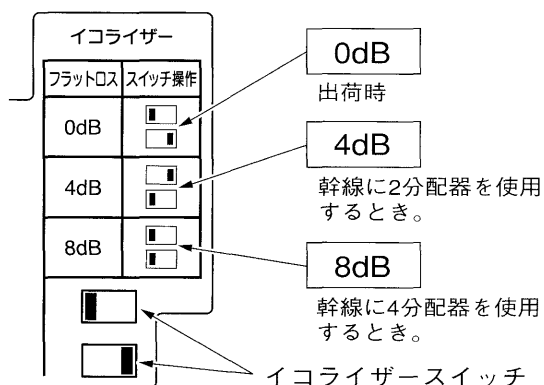 イコライザー
フラットロス スイッチ操作
0dB
4dB
8dB
0dB
出荷時
4dB
幹線に2分配器を使用
するとき。
8dB
幹線に4分配器を使用
するとき。
イコライザースイッチ